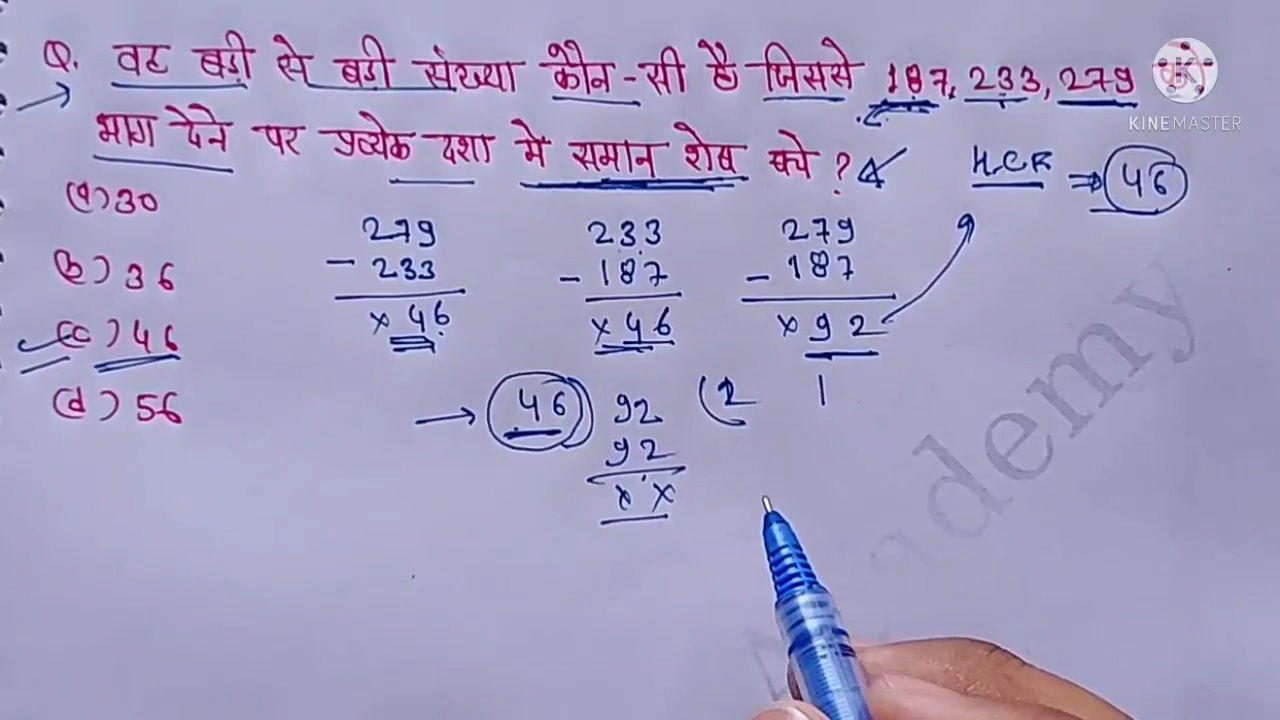 Q. वह बड़ी से बड़ी संख्या कौन-सी है जिससे 187, 233, 279 को
भाग देने पर प्रत्येक दशा में समान शेष बचे ?
KINEMASTER
H.C.F. ⇒ 46
(a) 30
(b) 36
(c) 46
(d) 56
279
- 233
× 46
233
- 187
× 46
279
- 187
× 92
→ 46) 92 (2
92
× ×
1
Academy